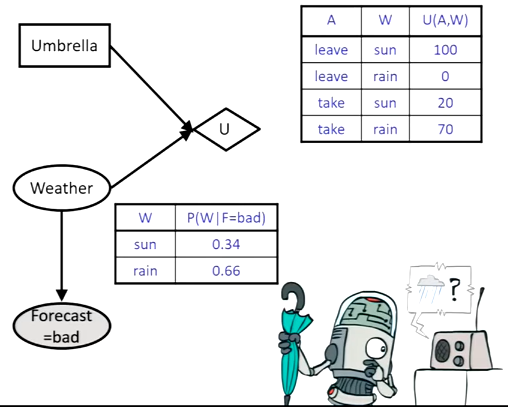 Umbrella
A W U(A,W)
leave sun 100
leave rain 0
take sun 20
take rain 70
U
Weather
W P(W|F=bad)
sun 0.34
rain 0.66
Forecast
=bad
?